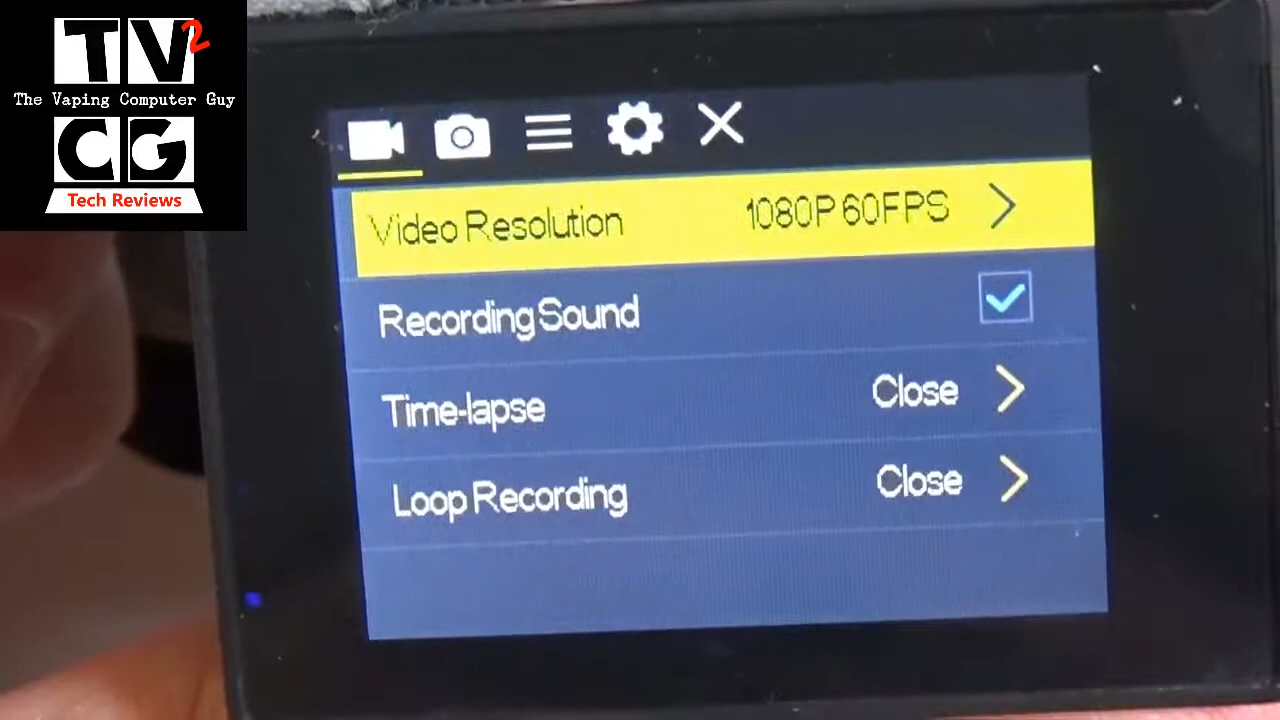 TV2
The Vaping Computer Guy
CG
Tech Reviews
Video Resolution 1080P 60FPS
Recording Sound
Time-lapse Close
Loop Recording Close